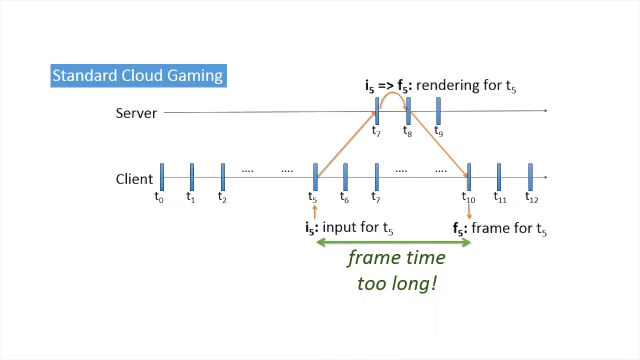 Standard Cloud Gaming
i5 => f5: rendering for t5
Server
t7 t8 t9
.... .... .... ....
Client
t0 t1 t2 t5 t6 t7 t10 t11 t12
i5: input for t5 f5: frame for t5
frame time
too long!